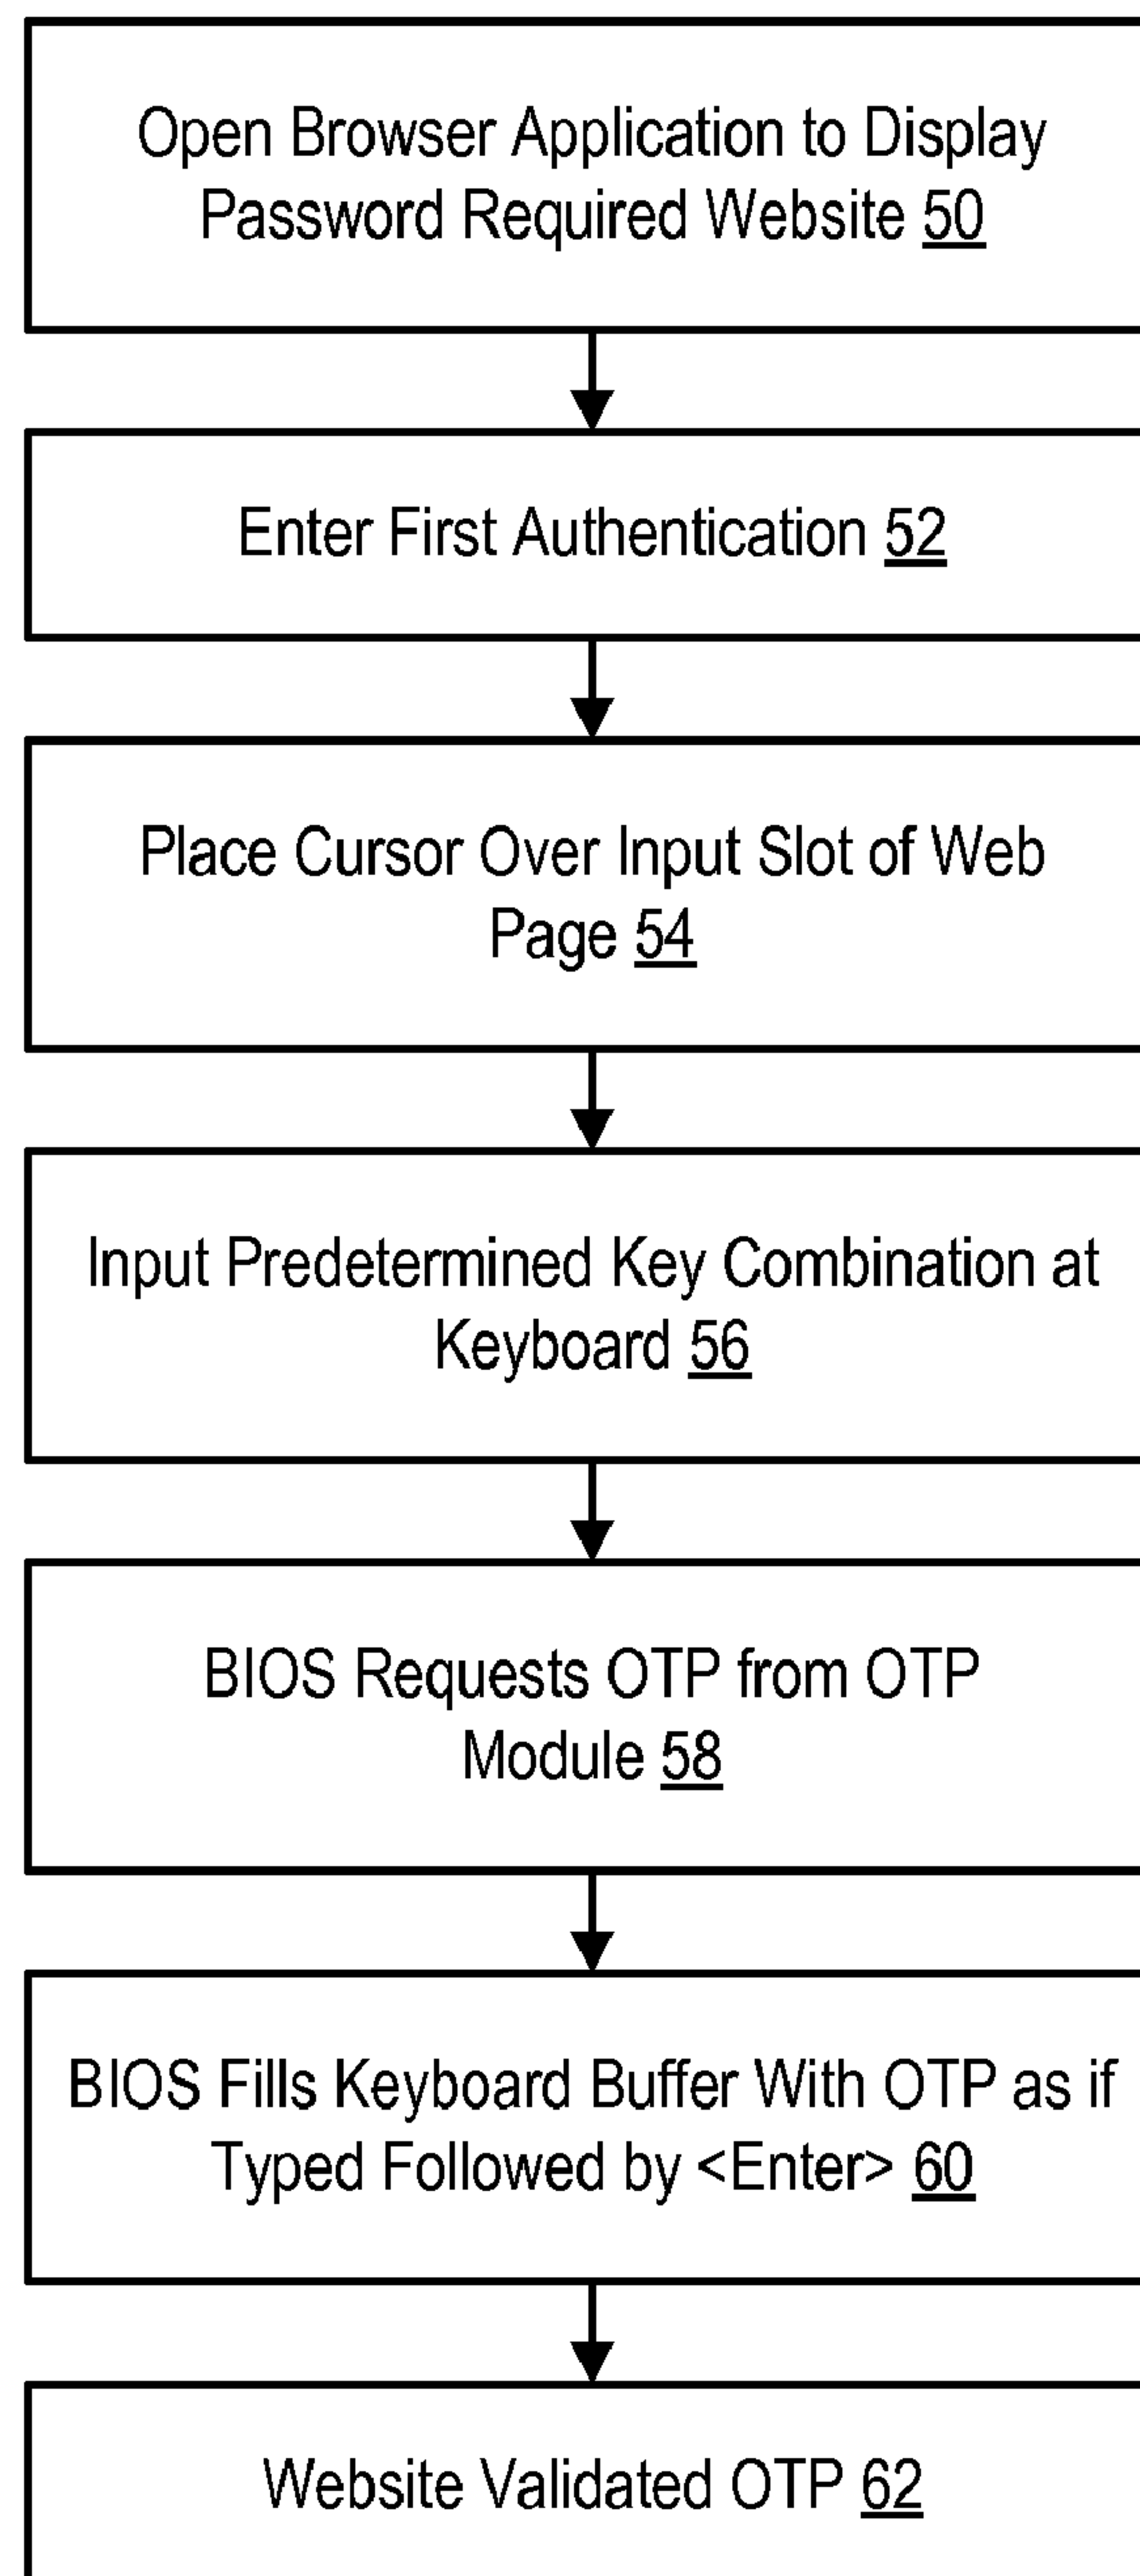 Open Browser Application to Display
Password Required Website 50
Enter First Authentication 52
Place Cursor Over Input Slot of Web
Page 54
Input Predetermined Key Combination at
Keyboard 56
BIOS Requests OTP from OTP
Module 58
BIOS Fills Keyboard Buffer With OTP as if
Typed Followed by <Enter> 60
Website Validated OTP 62